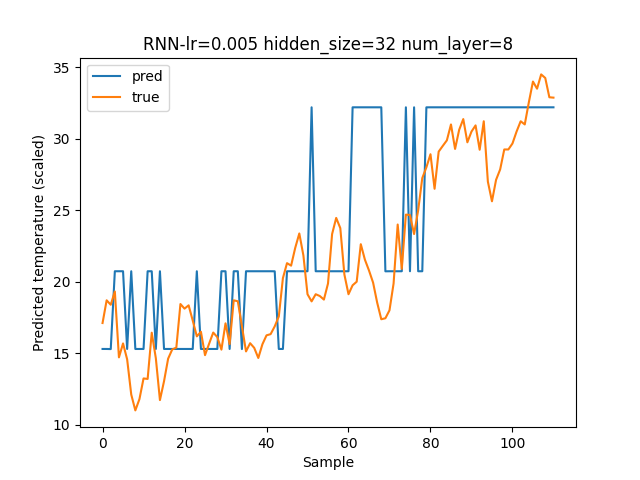 RNN-lr=0.005 hidden_size=32 num_layer=8
pred
true
Predicted temperature (scaled)
35
30
25
20
15
10
0 20 40 60 80 100
Sample